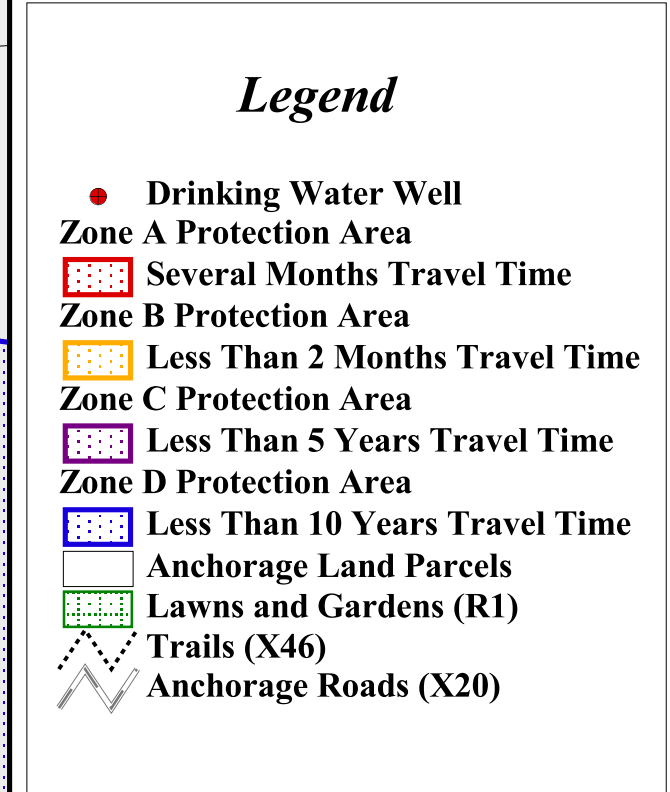 Legend
Drinking Water Well
Zone A Protection Area
Several Months Travel Time
Zone B Protection Area
Less Than 2 Months Travel Time
Zone C Protection Area
Less Than 5 Years Travel Time
Zone D Protection Area
Less Than 10 Years Travel Time
Anchorage Land Parcels
Lawns and Gardens (R1)
Trails (X46)
Anchorage Roads (X20)